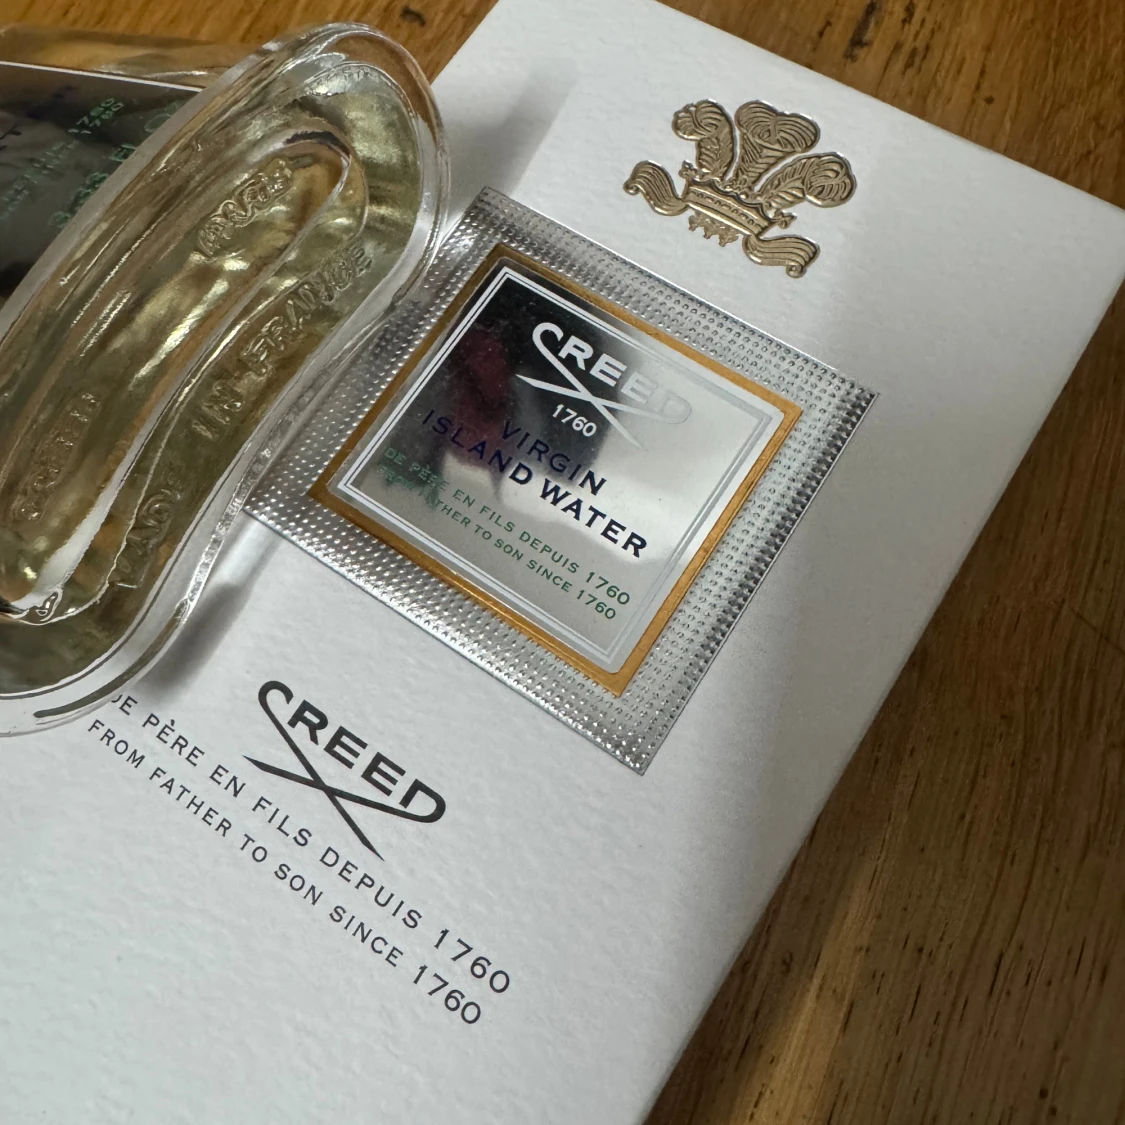 CREED
1760
VIRGIN
ISLAND WATER
DE PÈRE EN FILS DEPUIS 1760
FROM FATHER TO SON SINCE 1760
CREED
DE PÈRE EN FILS DEPUIS 1760
FROM FATHER TO SON SINCE 1760
PARIS
MADE IN FRANCE
CREED